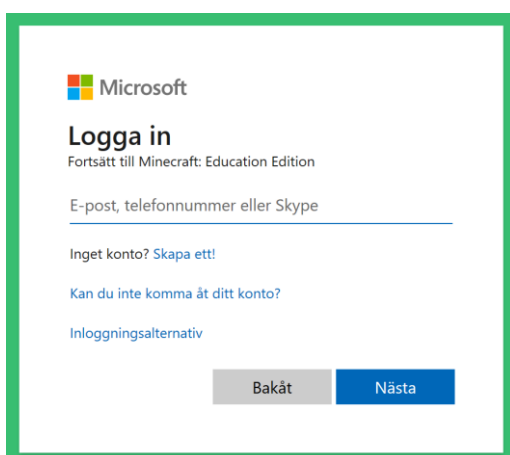 Microsoft
Logga in
Fortsätt till Minecraft: Education Edition
E-post, telefonnummer eller Skype
Inget konto? Skapa ett!
Kan du inte komma åt ditt konto?
Inloggningsalternativ
Bakåt Nästa